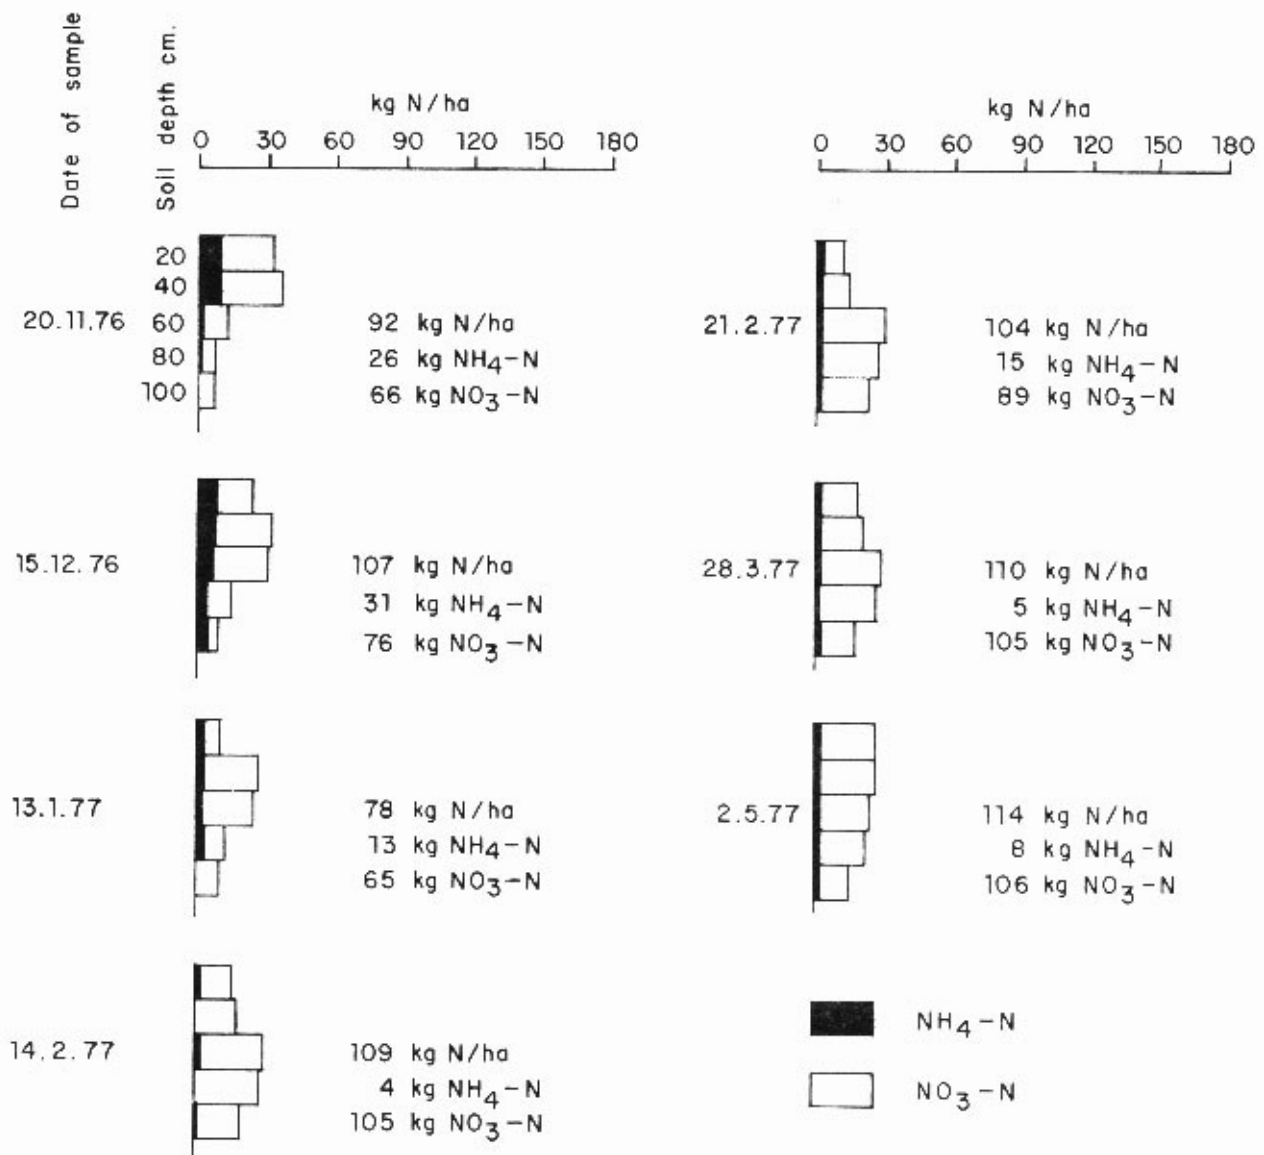 Date of sample
Soil depth cm.
kg N/ha
0 30 60 90 120 150 180
20
40
20.11.76 60
80
100
92 kg N/ha
26 kg NH4-N
66 kg NO3-N
15.12.76
107 kg N/ha
31 kg NH4-N
76 kg NO3-N
13.1.77
78 kg N/ha
13 kg NH4-N
65 kg NO3-N
14.2.77
109 kg N/ha
4 kg NH4-N
105 kg NO3-N
kg N/ha
0 30 60 90 120 150 180
21.2.77
104 kg N/ha
15 kg NH4-N
89 kg NO3-N
28.3.77
110 kg N/ha
5 kg NH4-N
105 kg NO3-N
2.5.77
114 kg N/ha
8 kg NH4-N
106 kg NO3-N
NH4-N
NO3-N